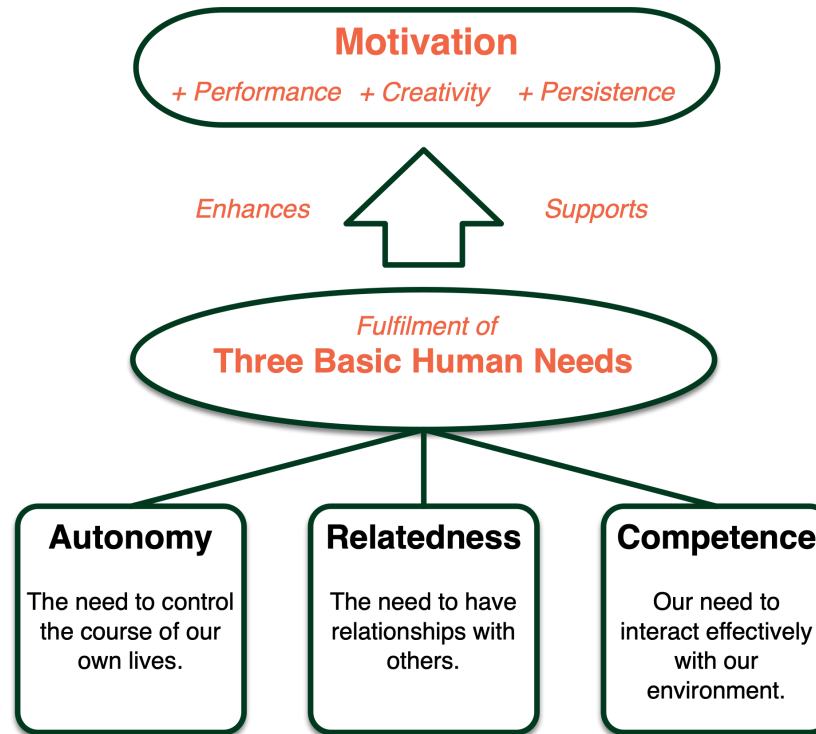 Motivation
+ Performance + Creativity + Persistence
Enhances
Supports
Fulfilment of
Three Basic Human Needs
Autonomy
The need to control
the course of our
own lives.
Relatedness
The need to have
relationships with
others.
Competence
Our need to
interact effectively
with our
environment.